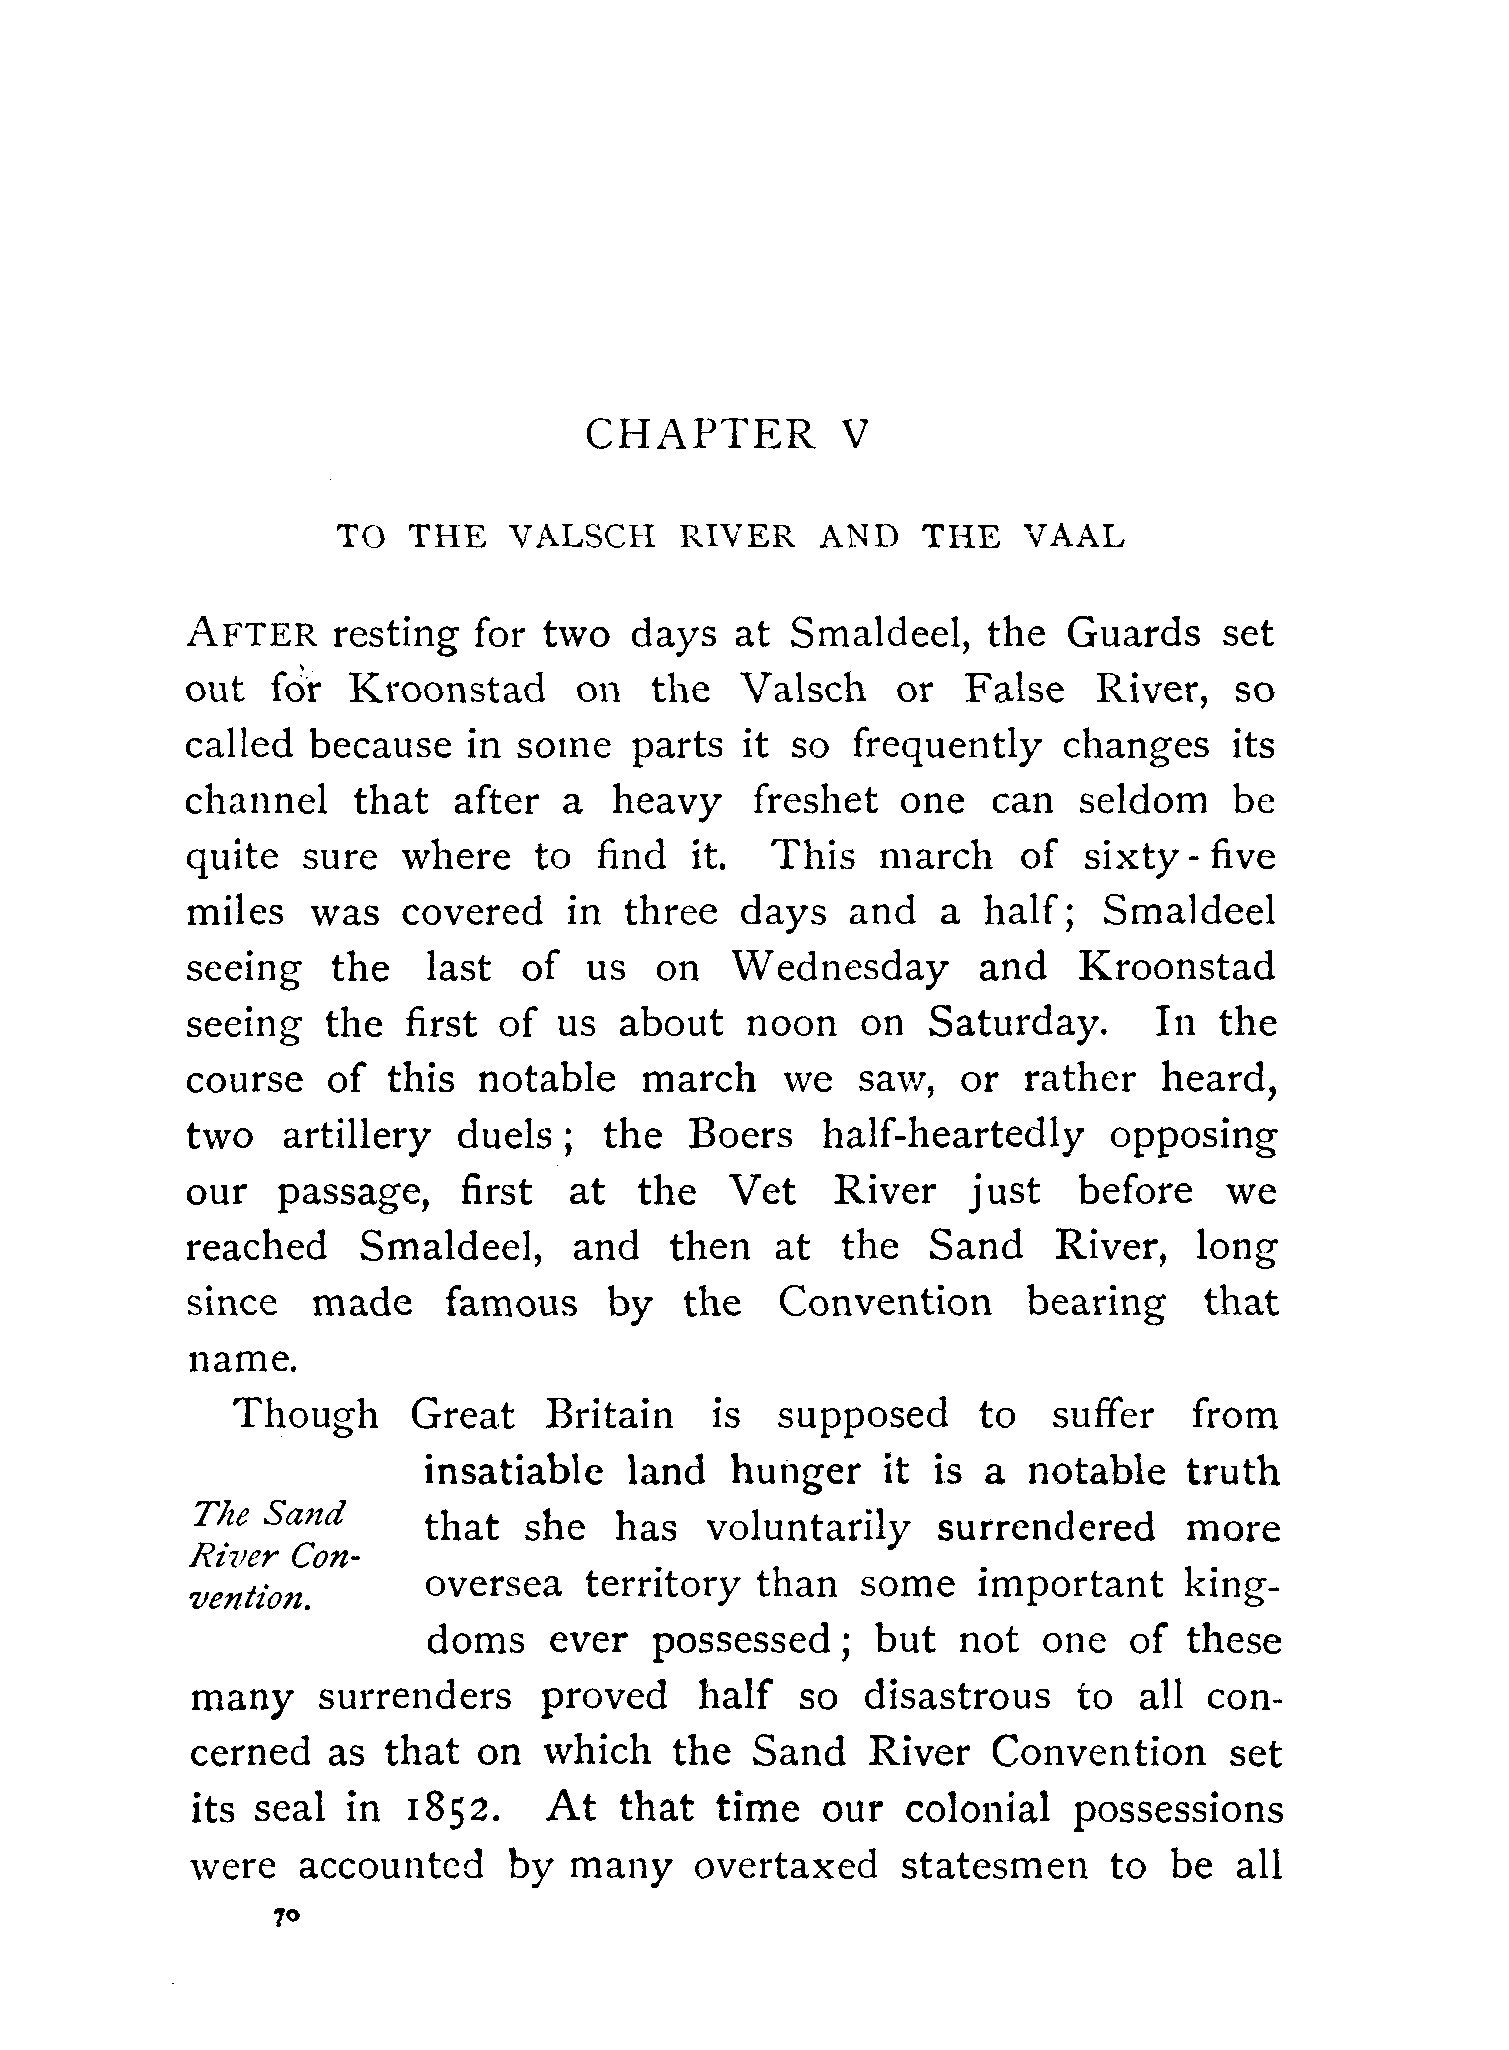 CHAPTER V
TO THE VALSCH RIVER AND THE VAAL
AFTER resting for two days at Smaldeel, the Guards set
out for Kroonstad on the Valsch or False River, so
called because in some parts it so frequently changes its
channel that after a heavy freshet one can seldom be
quite sure where to find it. This march of sixty-five
miles was covered in three days and a half; Smaldeel
seeing the last of us on Wednesday and Kroonstad
seeing the first of us about noon on Saturday. In the
course of this notable march we saw, or rather heard,
two artillery duels; the Boers half-heartedly opposing
our passage, first at the Vet River just before we
reached Smaldeel, and then at the Sand River, long
since made famous by the Convention bearing that
name.
Though Great Britain is supposed to suffer from
insatiable land hunger it is a notable truth
The Sand
River Con-
vention.
that she has voluntarily surrendered more
oversea territory than some important king-
doms ever possessed; but not one of these
many surrenders proved half so disastrous to all con-
cerned as that on which the Sand River Convention set
its seal in 1852. At that time our colonial possessions
were accounted by many overtaxed statesmen to be all
70